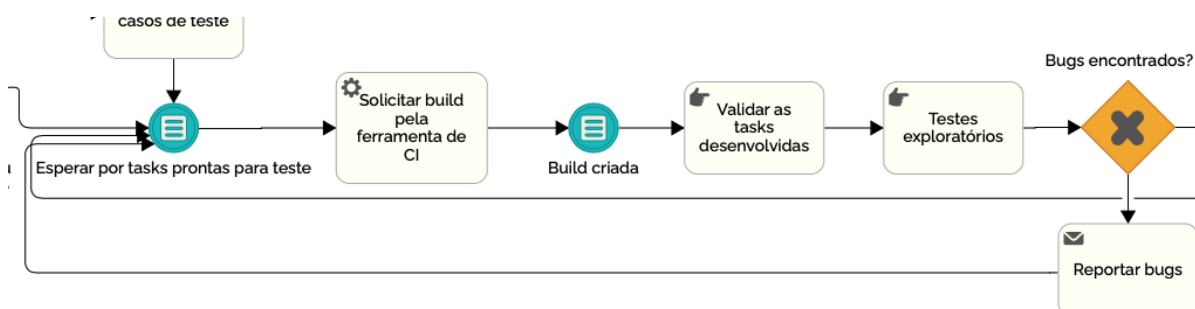 casos de teste
Bugs encontrados?
Solicitar build
pela
ferramenta de
CI
Validar as
tasks
desenvolvidas
Testes
exploratórios
Esperar por tasks prontas para teste
Build criada
Reportar bugs